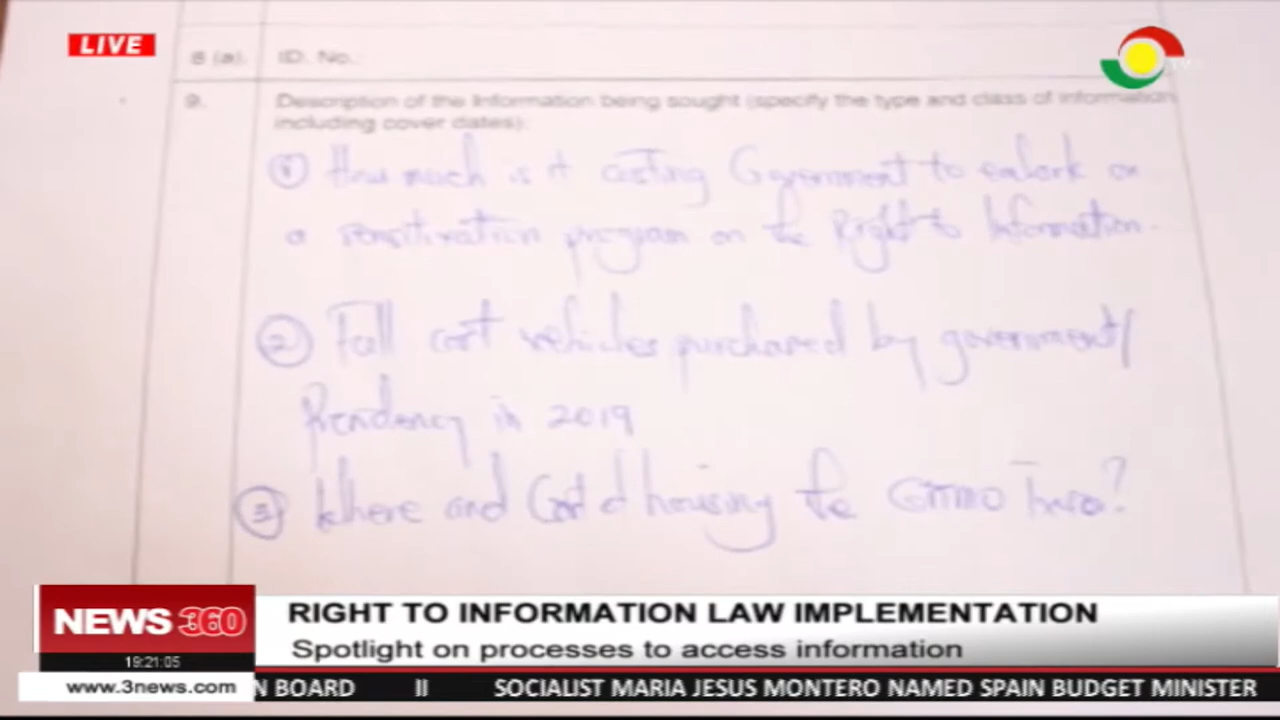 LIVE
8 (a). ID. No.
9. Description of the Information being sought (specify the type and class of information
including cover dates):
① How much is it costing Government to embark on
a sensitization program on the Right to Information.
② Full cost vehicles purchased by government/
Presidency in 2019
③ Where and Cost of housing the GITMO two?
NEWS 360
RIGHT TO INFORMATION LAW IMPLEMENTATION
Spotlight on processes to access information
19:21:05
www.3news.com
N BOARD II SOCIALIST MARIA JESUS MONTERO NAMED SPAIN BUDGET MINISTER